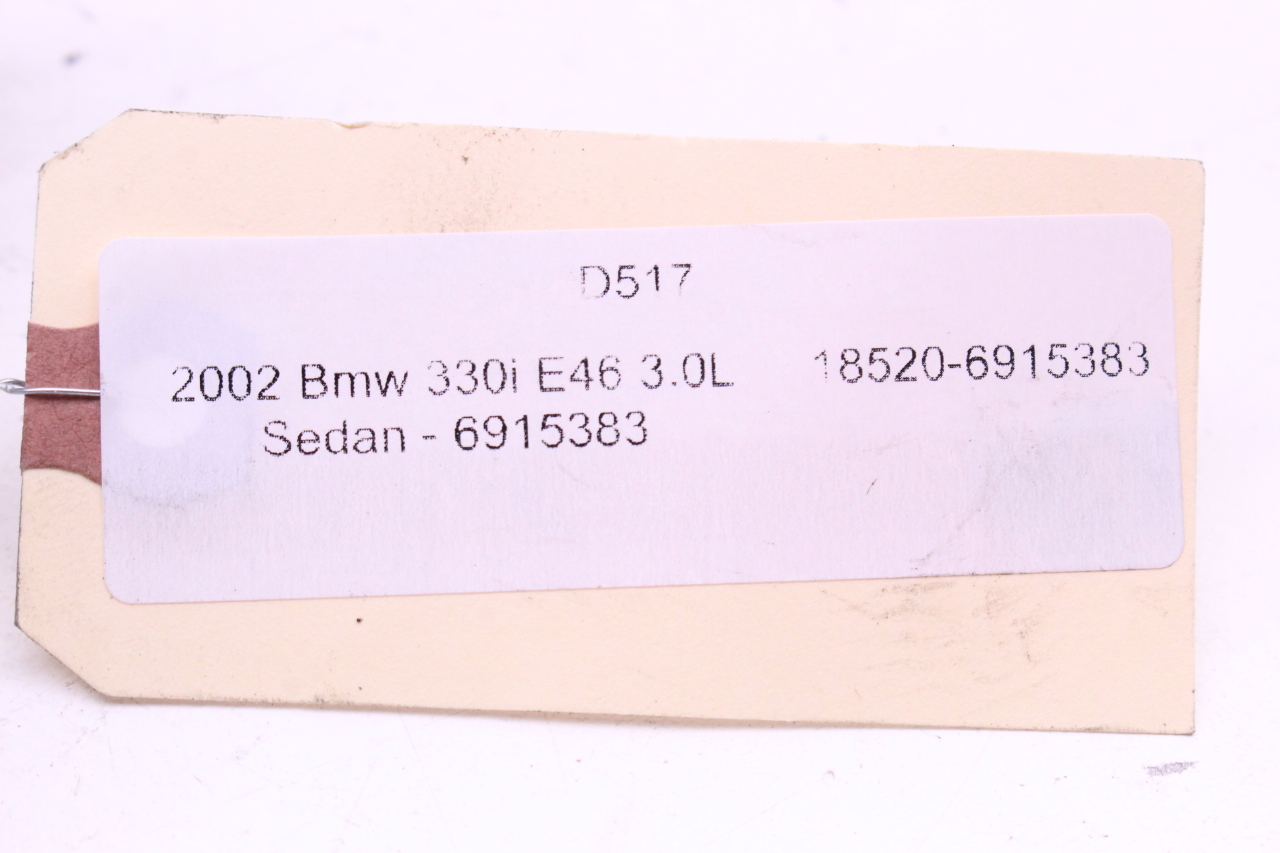 D517
2002 Bmw 330i E46 3.0L 18520-6915383
Sedan - 6915383